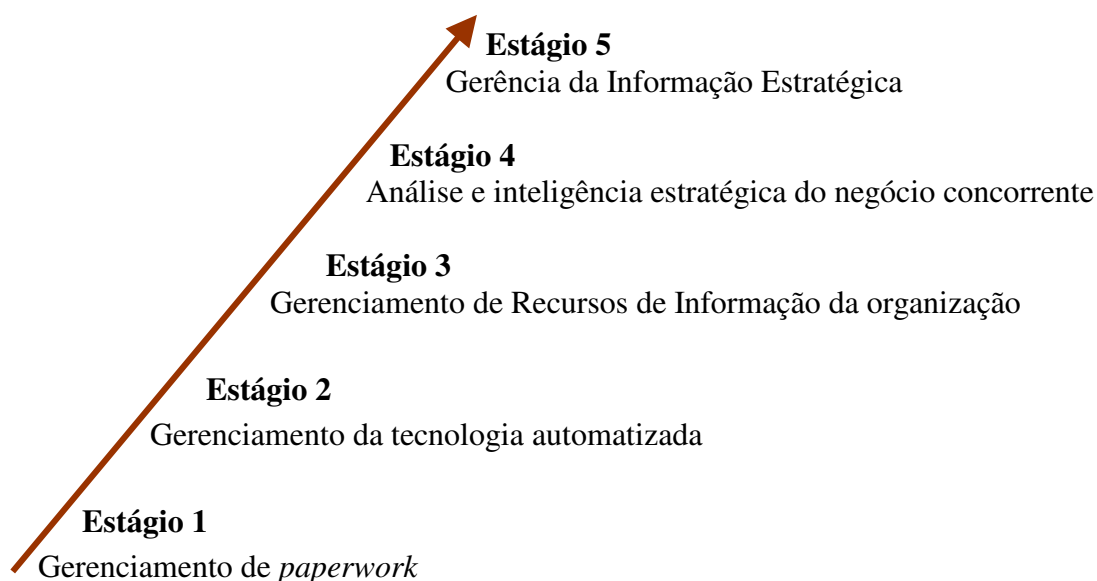 Estágio 5
Gerência da Informação Estratégica
Estágio 4
Análise e inteligência estratégica do negócio concorrente
Estágio 3
Gerenciamento de Recursos de Informação da organização
Estágio 2
Gerenciamento da tecnologia automatizada
Estágio 1
Gerenciamento de paperwork